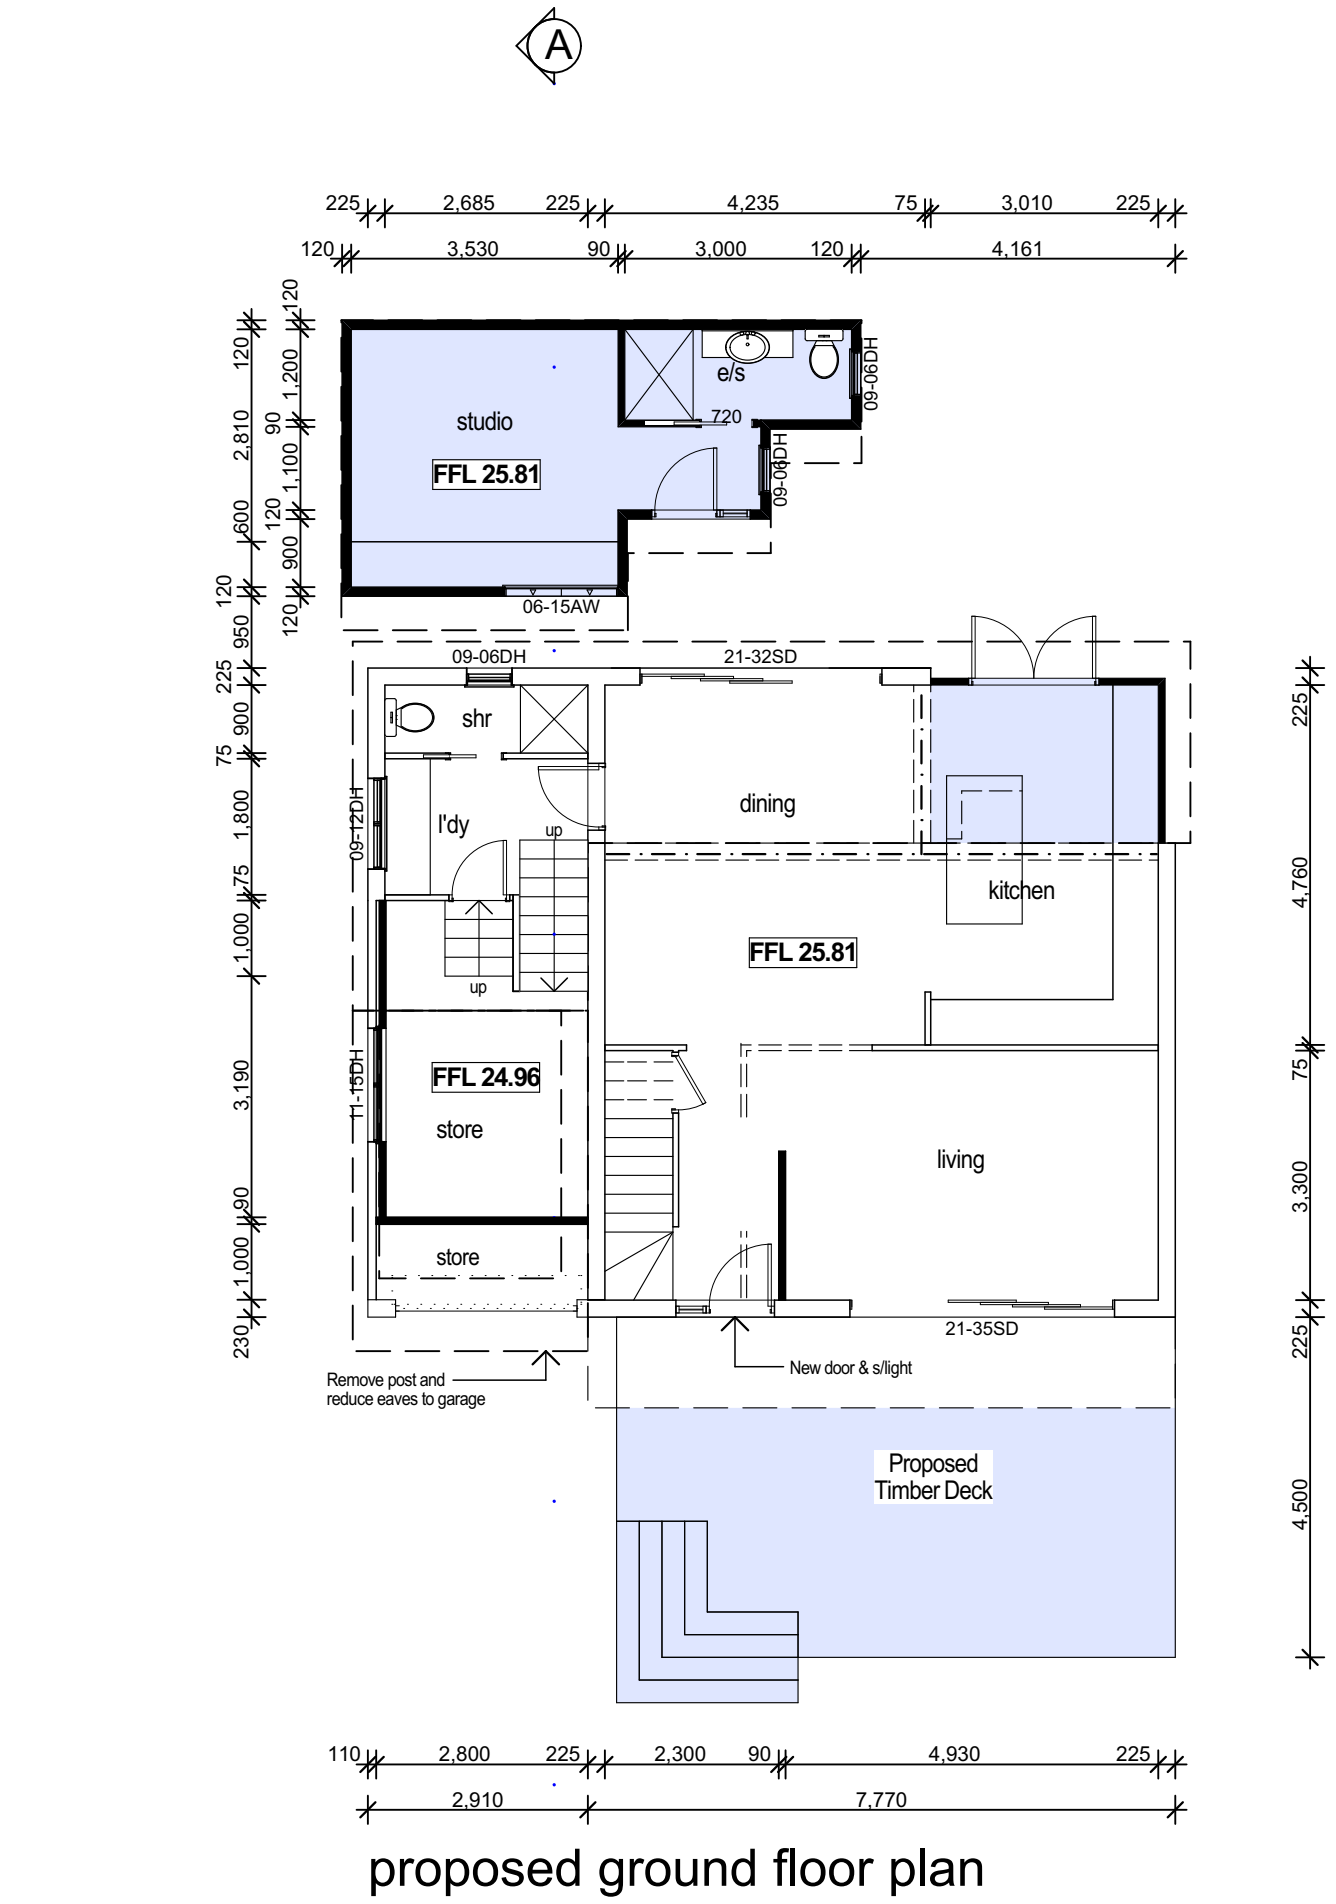 A
225 2,685 225 4,235 75 3,010 225
120 3,530 90 3,000 120 4,161
120
2,810
600
120
950
225
900
75
1,800
75
1,000
3,190
90
1,000
230
120
1,200
90
1,100
120
900
120
studio
FFL 25.81
e/s
720
09-06DH
09-06DH
06-15AW
09-06DH
21-32SD
shr
l'dy
up
09-12DH
dining
kitchen
FFL 25.81
up
11-15DH
FFL 24.96
store
living
store
21-35SD
Remove post and
reduce eaves to garage
New door & s/light
Proposed
Timber Deck
225
4,760
75
3,300
225
4,500
110 2,800 225 2,300 90 4,930 225
2,910 7,770
proposed ground floor plan